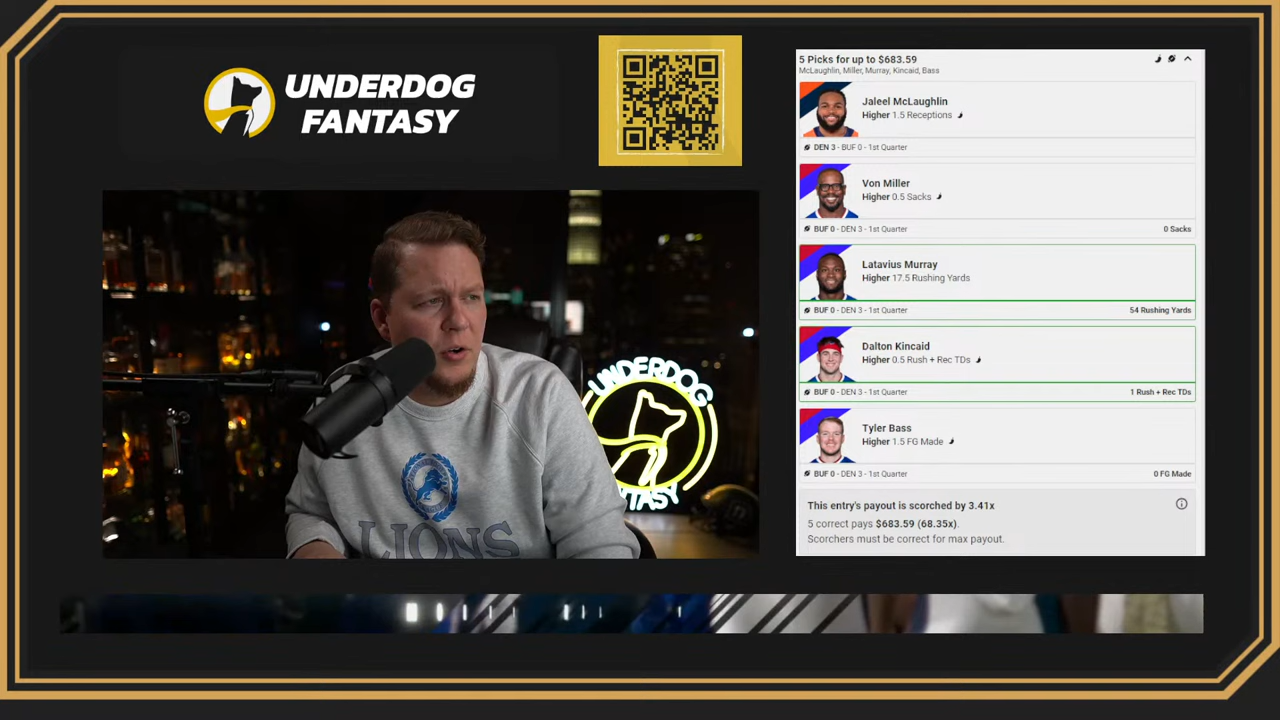 UNDERDOG
FANTASY
5 Picks for up to $683.59
McLaughlin, Miller, Murray, Kincaid, Bass
Jaleel McLaughlin
Higher 1.5 Receptions
DEN 3 - BUF 0 - 1st Quarter
Von Miller
Higher 0.5 Sacks
BUF 0 - DEN 3 - 1st Quarter
0 Sacks
Latavius Murray
Higher 17.5 Rushing Yards
BUF 0 - DEN 3 - 1st Quarter
54 Rushing Yards
Dalton Kincaid
Higher 0.5 Rush + Rec TDs
BUF 0 - DEN 3 - 1st Quarter
1 Rush + Rec TDs
Tyler Bass
Higher 1.5 FG Made
BUF 0 - DEN 3 - 1st Quarter
0 FG Made
This entry's payout is scorched by 3.41x
5 correct pays $683.59 (68.35x).
Scorchers must be correct for max payout.
UNDERDOG
FANTASY
LIONS